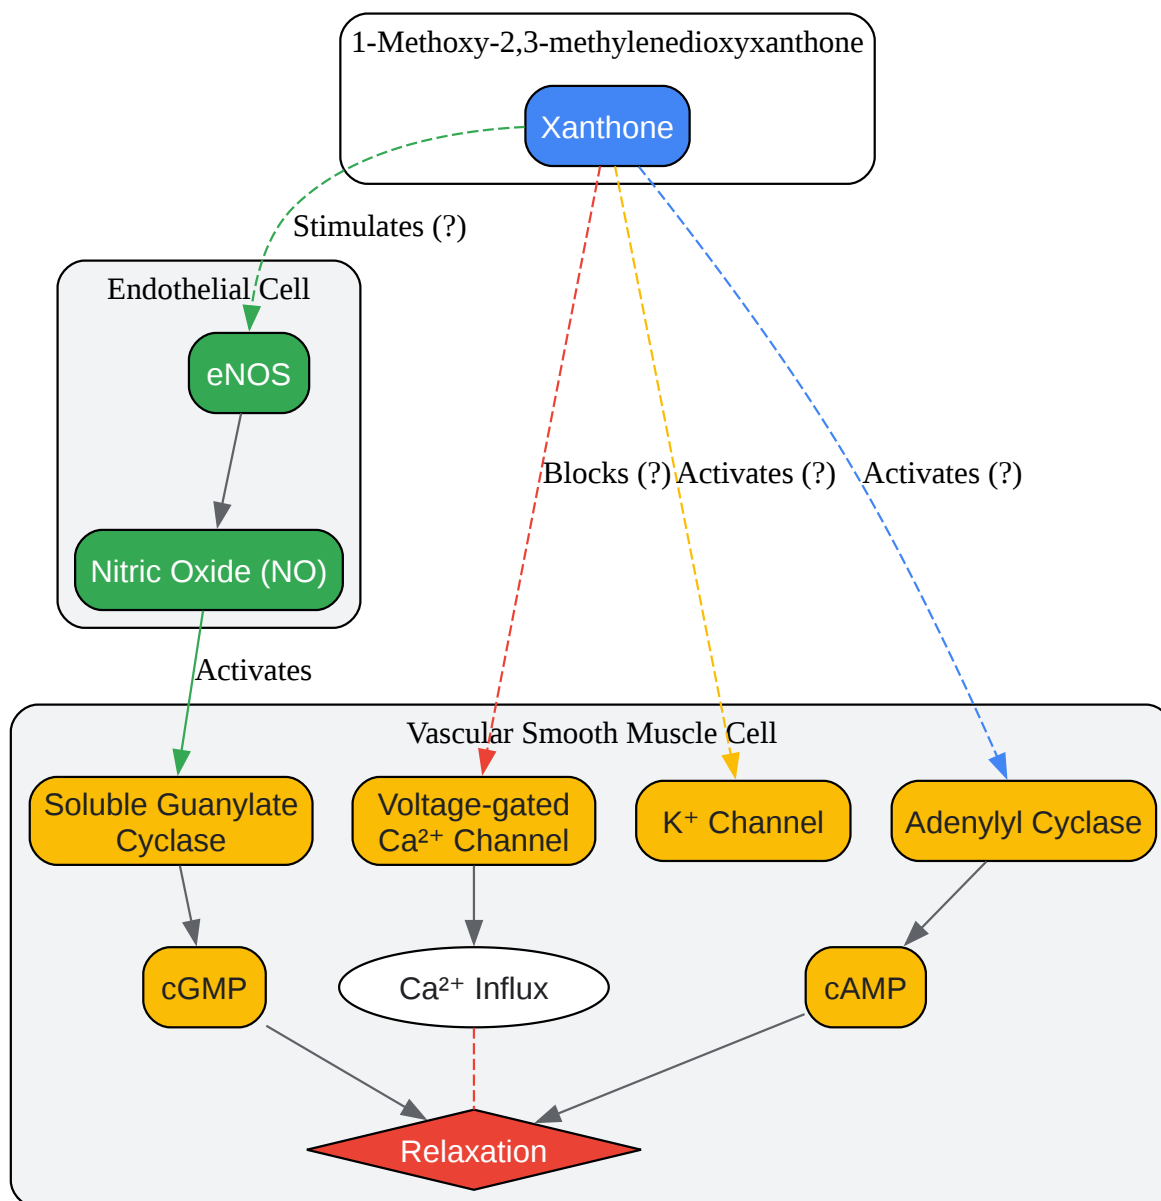 1-Methoxy-2,3-methylenedioxyxanthone
Xanthone
Stimulates (?)
Endothelial Cell
eNOS
Blocks (?)
Activates (?)
Activates (?)
Nitric Oxide (NO)
Activates
Vascular Smooth Muscle Cell
Soluble Guanylate
Cyclase
Voltage-gated
Ca²⁺ Channel
K⁺ Channel
Adenylyl Cyclase
cGMP
Ca²⁺ Influx
cAMP
Relaxation